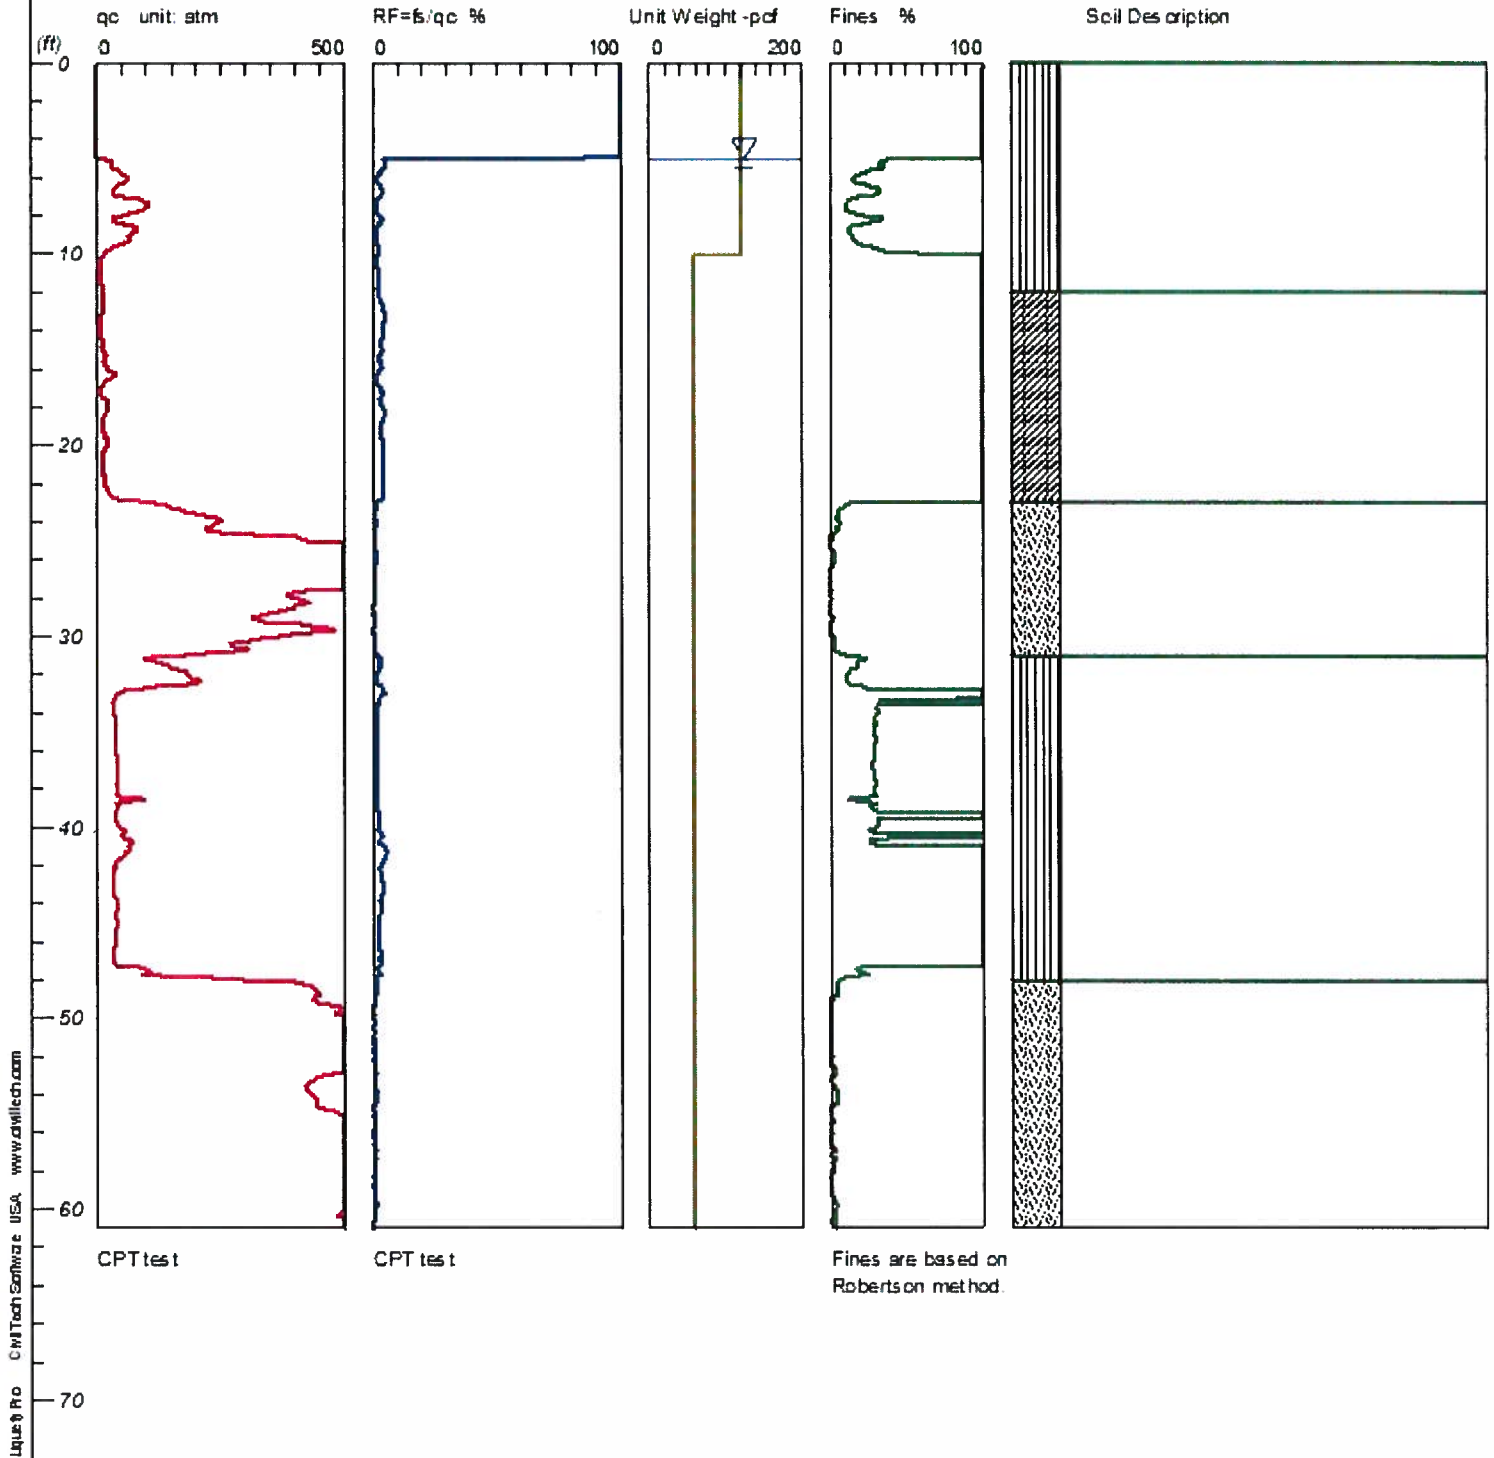 qc unit: atm
RF=fs/qc %
Unit Weight -pcf
Fines %
Soil Description
(ft)
0
500
0
100
0
200
0
100
0
10
20
30
40
50
60
70
CPT test
CPT test
Fines are based on
Robertson method.
CivilTech Software USA www.civiltech.com